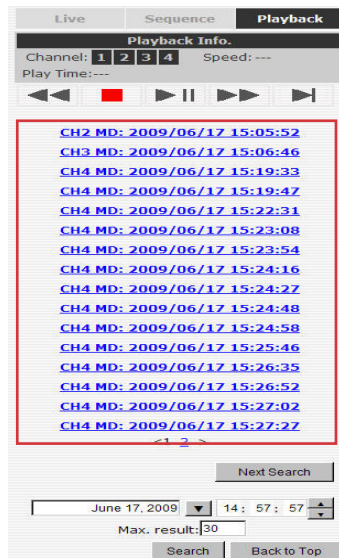 Live Sequence Playback
Playback Info.
Channel: 1 2 3 4 Speed: ---
Play Time:---
CH2 MD: 2009/06/17 15:05:52
CH3 MD: 2009/06/17 15:06:46
CH4 MD: 2009/06/17 15:19:33
CH4 MD: 2009/06/17 15:19:47
CH4 MD: 2009/06/17 15:22:31
CH4 MD: 2009/06/17 15:23:08
CH4 MD: 2009/06/17 15:23:54
CH4 MD: 2009/06/17 15:24:16
CH4 MD: 2009/06/17 15:24:27
CH4 MD: 2009/06/17 15:24:48
CH4 MD: 2009/06/17 15:24:58
CH4 MD: 2009/06/17 15:25:46
CH4 MD: 2009/06/17 15:26:35
CH4 MD: 2009/06/17 15:26:52
CH4 MD: 2009/06/17 15:27:02
CH4 MD: 2009/06/17 15:27:27
<1 2 >
Next Search
June 17, 2009 14: 57: 57
Max. result: 30
Search Back to Top